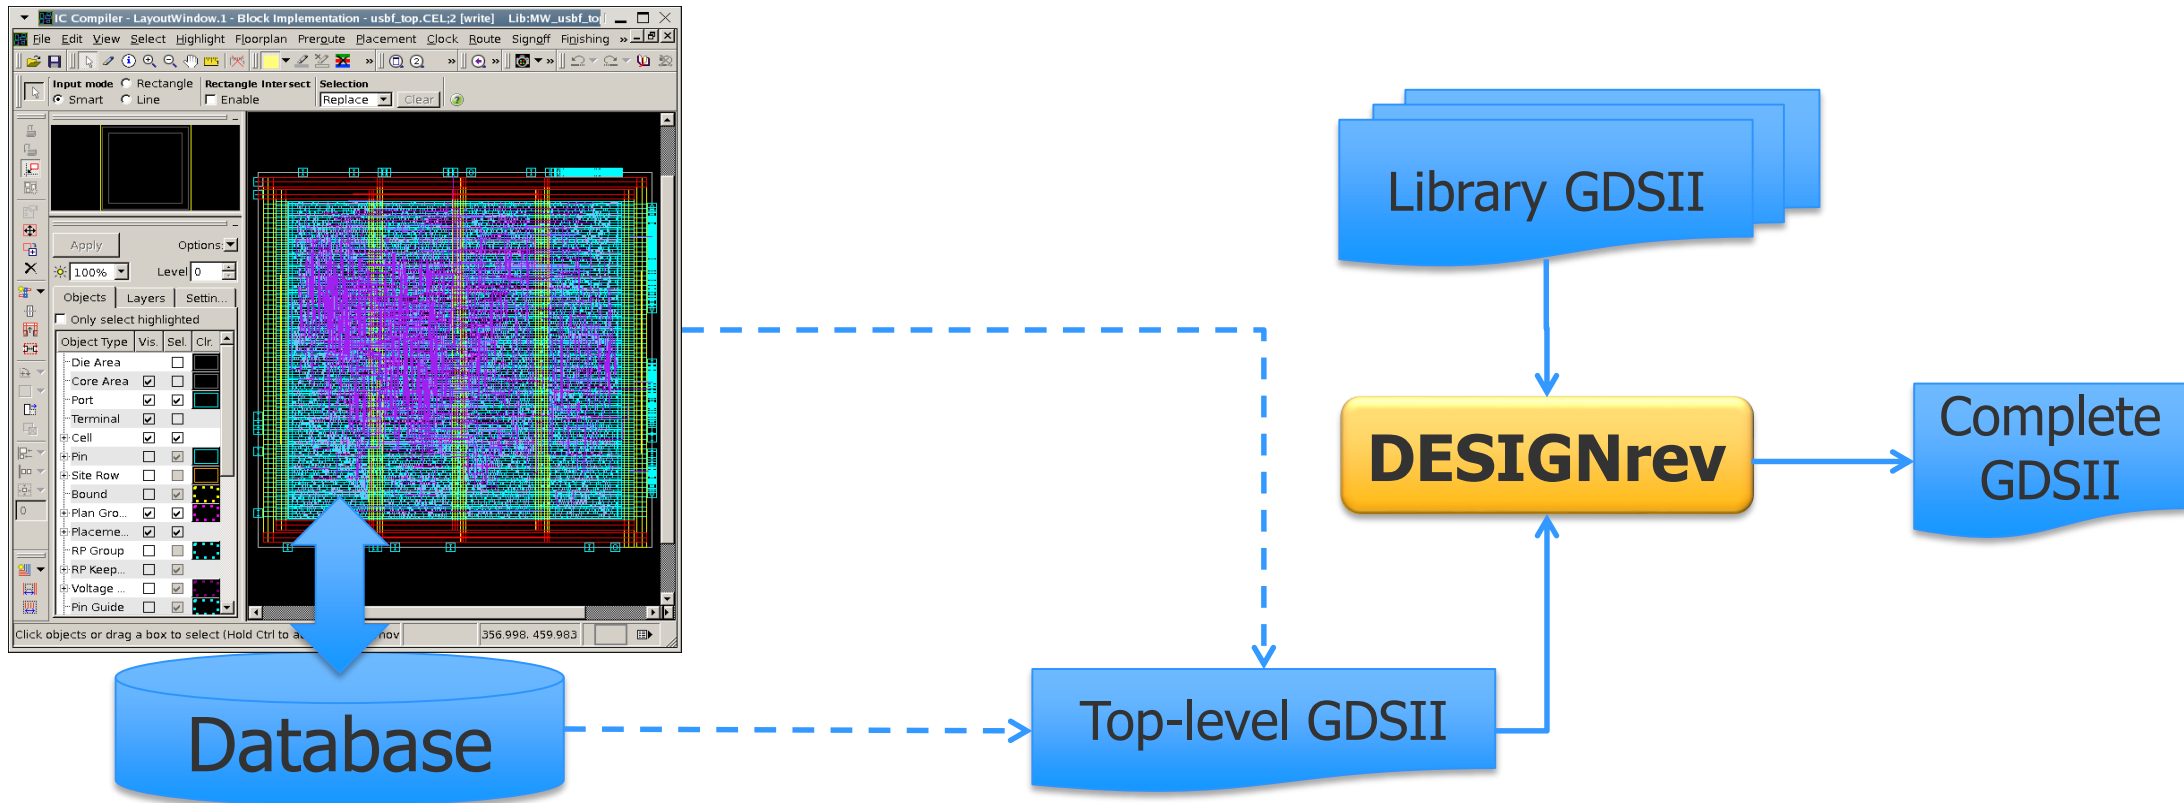 IC Compiler - LayoutWindow.1 - Block Implementation - usbf_top.CEL;2 [write] Lib:MW_usbf_to
File Edit View Select Highlight Floorplan Preroute Placement Clock Route Signoff Finishing »
Input mode Rectangle Rectangle Intersect Selection
Smart Line Enable Replace Clear
Apply Options:
100% Level 0
Objects Layers Settin...
Only select highlighted
Object Type Vis. Sel. Clr.
Die Area
Core Area
Port
Terminal
Cell
Pin
Site Row
Bound
0
Plan Gro...
Placeme...
RP Group
RP Keep...
Voltage ...
Pin Guide
Click objects or drag a box to select (Hold Ctrl to a
356.998, 459.983
Database
Top-level GDSII
Library GDSII
DESIGNrev
Complete
GDSII